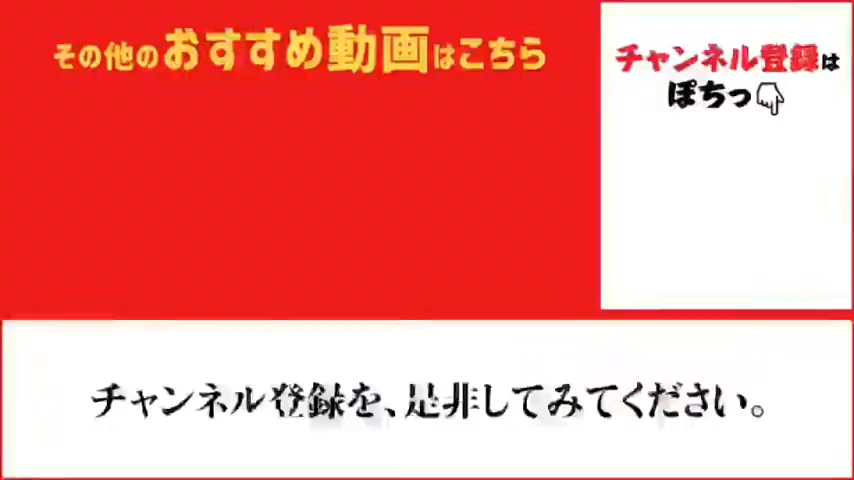 その他のおすすめ動画はこちら
チャンネル登録は
ぽちっ
チャンネル登録を、是非してみてください。